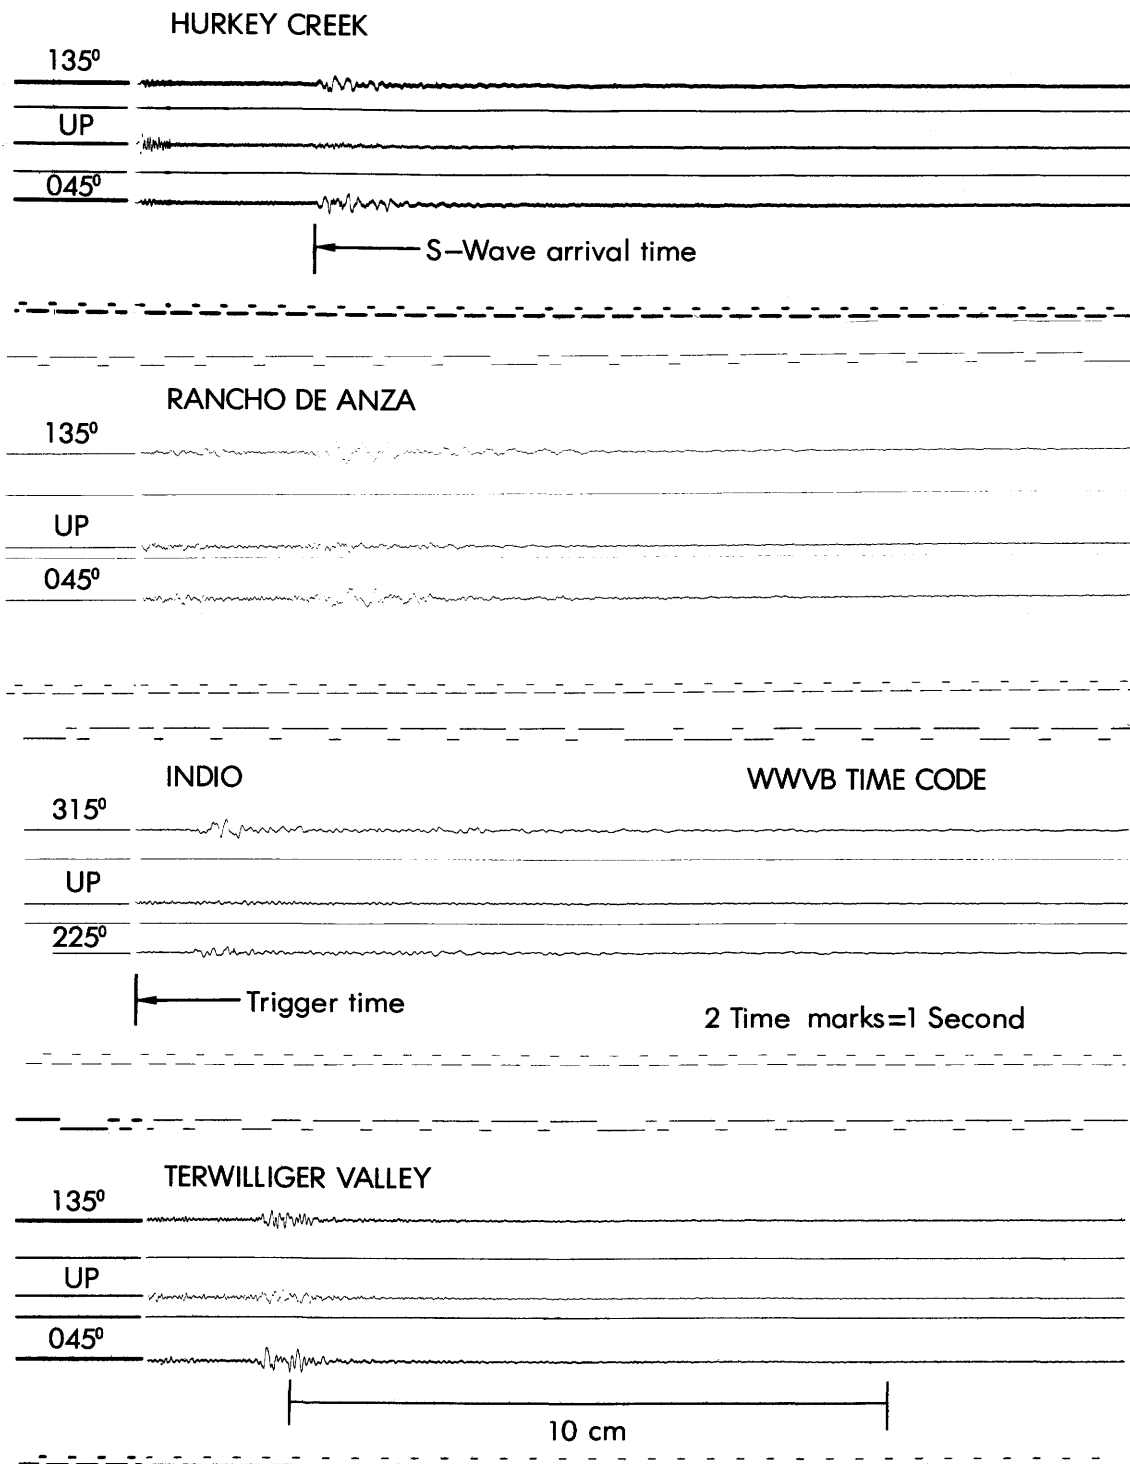 HURKEY CREEK
135⁰
UP
045⁰
S–Wave arrival time
RANCHO DE ANZA
135⁰
UP
045⁰
INDIO
WWVB TIME CODE
315⁰
UP
225⁰
Trigger time
2 Time marks=1 Second
TERWILLIGER VALLEY
135⁰
UP
045⁰
10 cm